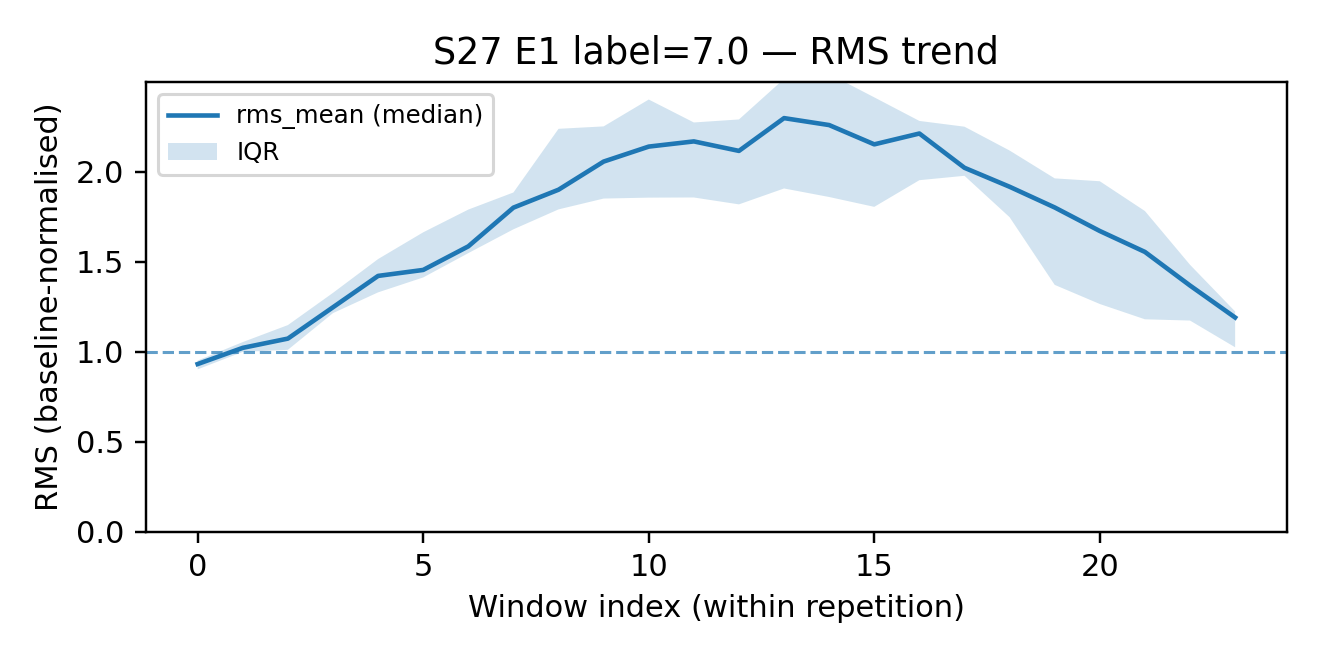 S27 E1 label=7.0 — RMS trend
rms_mean (median)
IQR
RMS (baseline-normalised)
2.0
1.5
1.0
0.5
0.0
0 5 10 15 20
Window index (within repetition)